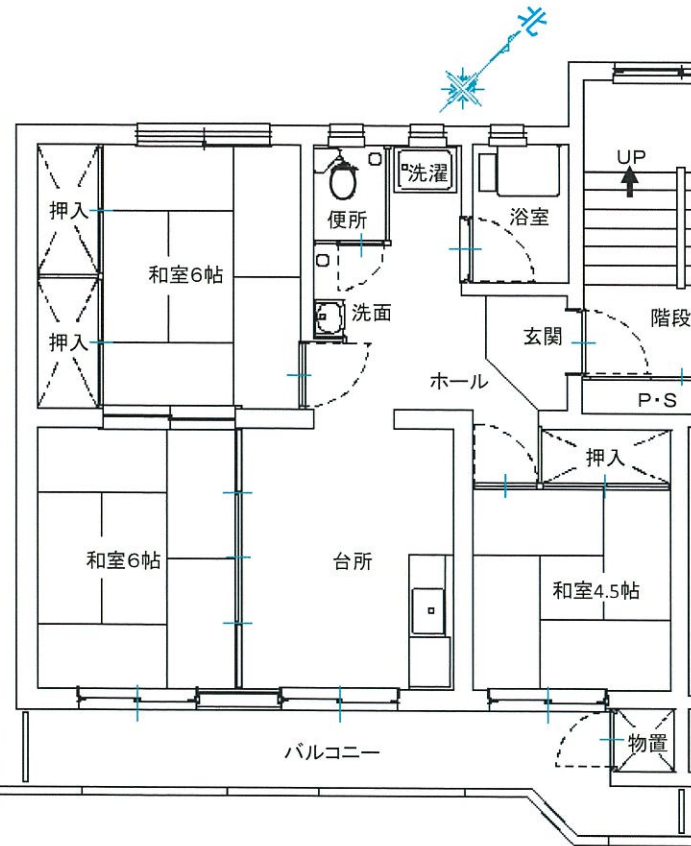 北
UP
洗濯
押入
便所
浴室
和室6帖
洗面
階段
玄関
押入
ホール
P・S
押入
和室6帖
台所
和室4.5帖
バルコニー
物置